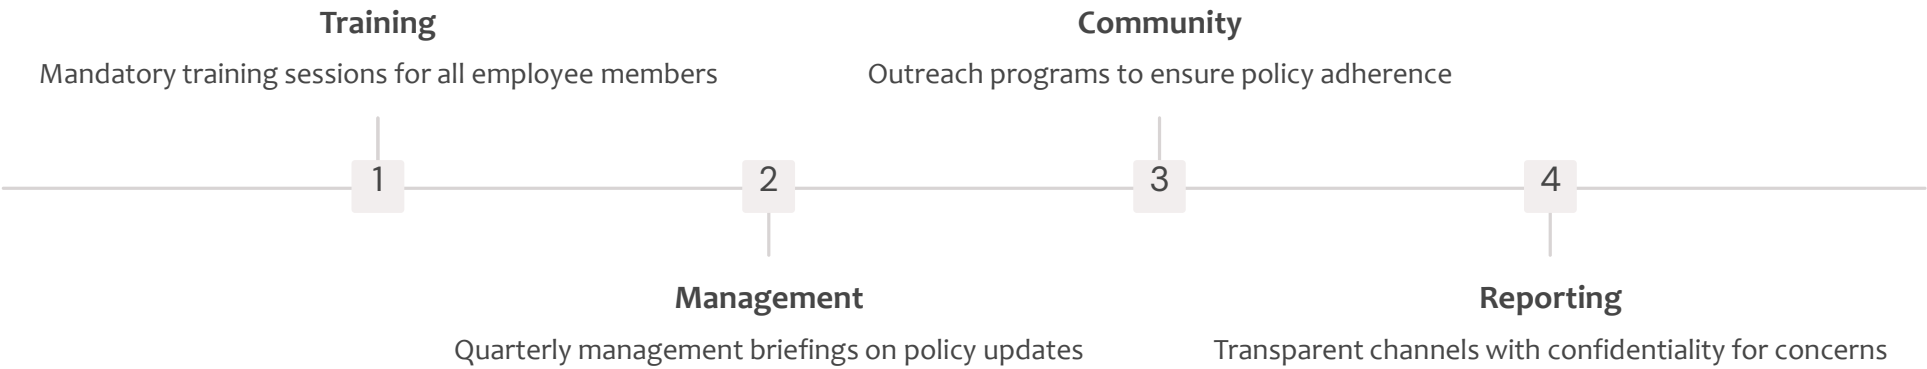 Training
Mandatory training sessions for all employee members
Community
Outreach programs to ensure policy adherence
1
2
3
4
Management
Quarterly management briefings on policy updates
Reporting
Transparent channels with confidentiality for concerns